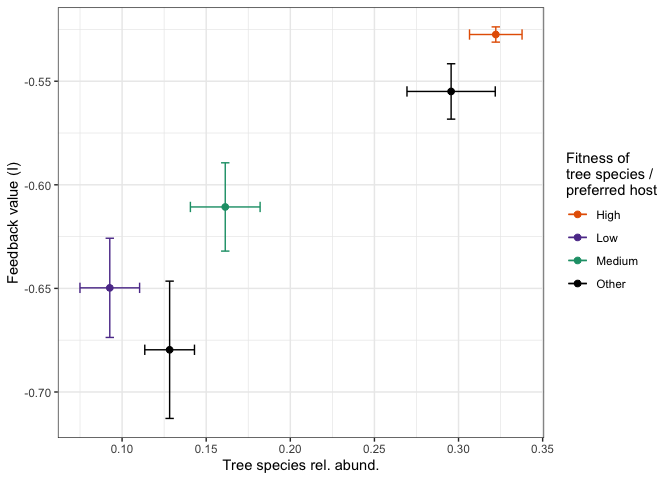 -0.55
-0.60
-0.65
-0.70
Feedback value (I)
0.10
0.15
0.20
0.25
0.30
0.35
Tree species rel. abund.
Fitness of
tree species /
preferred host
High
Low
Medium
Other